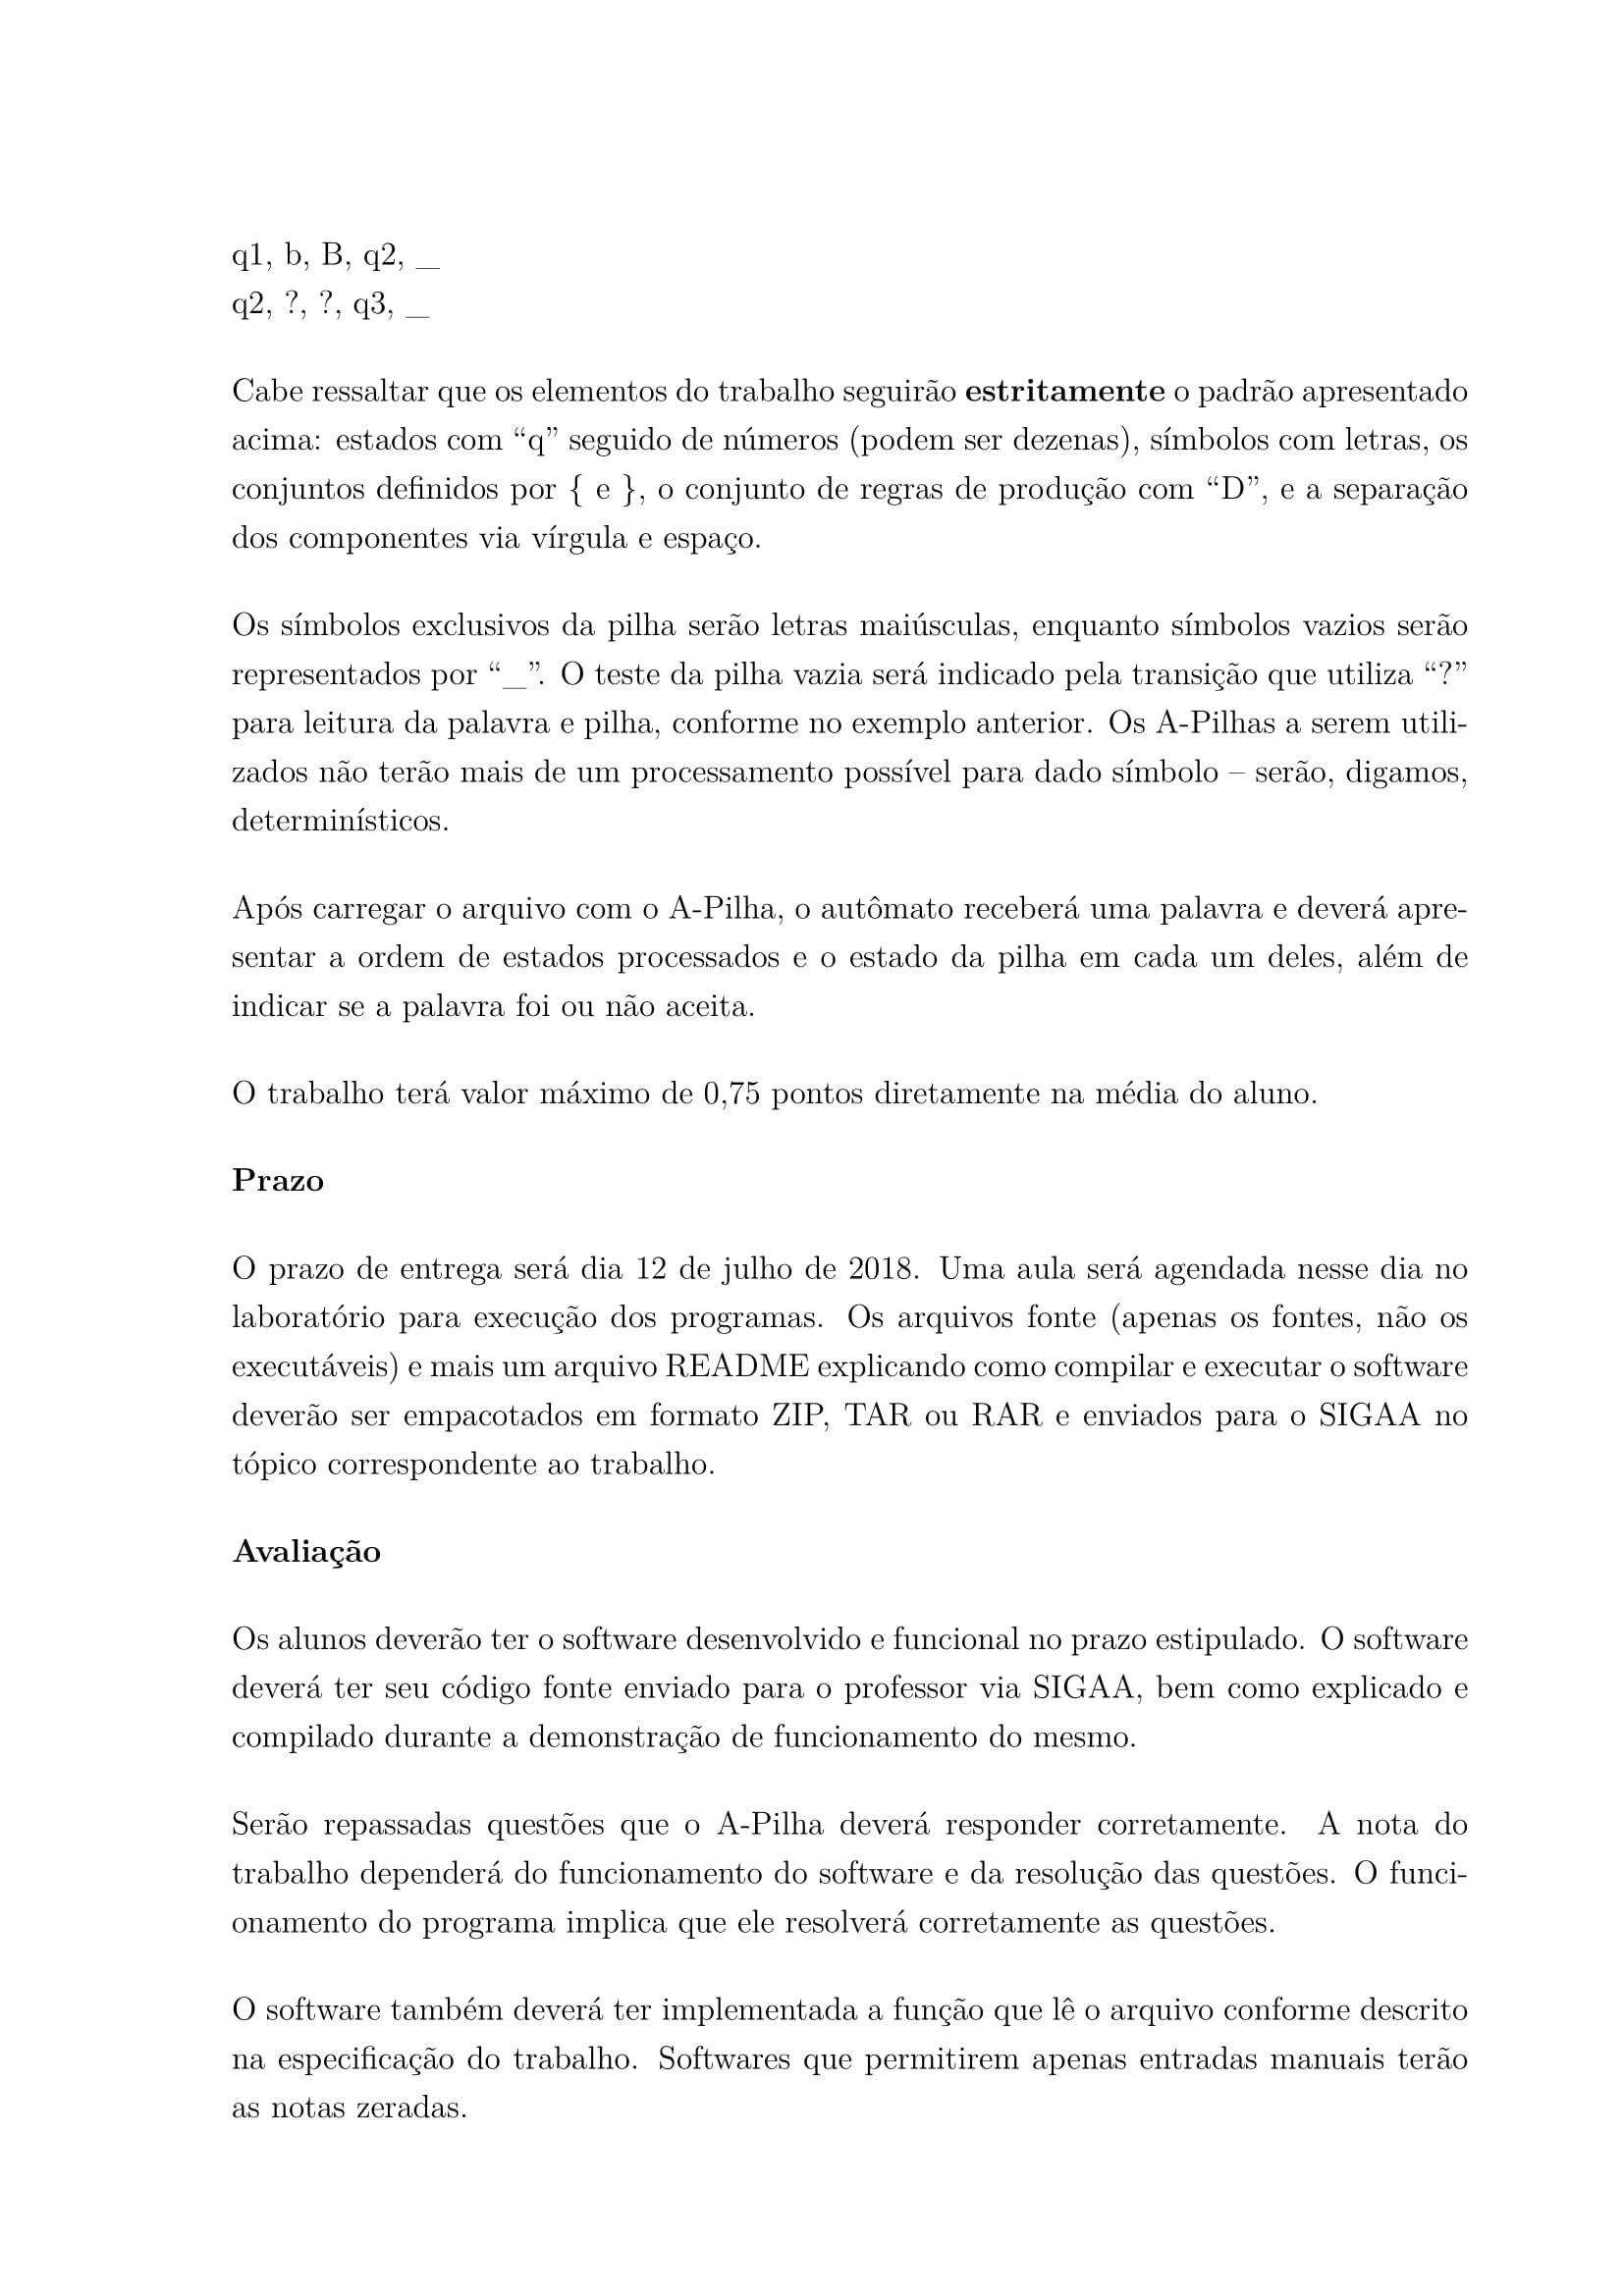 q1, b, B, q2, _
q2, ?, ?, q3, _
Cabe ressaltar que os elementos do trabalho seguirão estritamente o padrão apresentado
acima: estados com “q” seguido de números (podem ser dezenas), símbolos com letras, os
conjuntos definidos por { e }, o conjunto de regras de produção com “D”, e a separação
dos componentes via vírgula e espaço.
Os símbolos exclusivos da pilha serão letras maiúsculas, enquanto símbolos vazios serão
representados por “_”. O teste da pilha vazia será indicado pela transição que utiliza “?”
para leitura da palavra e pilha, conforme no exemplo anterior. Os A-Pilhas a serem utili-
zados não terão mais de um processamento possível para dado símbolo – serão, digamos,
determinísticos.
Após carregar o arquivo com o A-Pilha, o autômato receberá uma palavra e deverá apre-
sentar a ordem de estados processados e o estado da pilha em cada um deles, além de
indicar se a palavra foi ou não aceita.
O trabalho terá valor máximo de 0,75 pontos diretamente na média do aluno.
Prazo
O prazo de entrega será dia 12 de julho de 2018. Uma aula será agendada nesse dia no
laboratório para execução dos programas. Os arquivos fonte (apenas os fontes, não os
executáveis) e mais um arquivo README explicando como compilar e executar o software
deverão ser empacotados em formato ZIP, TAR ou RAR e enviados para o SIGAA no
tópico correspondente ao trabalho.
Avaliação
Os alunos deverão ter o software desenvolvido e funcional no prazo estipulado. O software
deverá ter seu código fonte enviado para o professor via SIGAA, bem como explicado e
compilado durante a demonstração de funcionamento do mesmo.
Serão repassadas questões que o A-Pilha deverá responder corretamente. A nota do
trabalho dependerá do funcionamento do software e da resolução das questões. O funci-
onamento do programa implica que ele resolverá corretamente as questões.
O software também deverá ter implementada a função que lê o arquivo conforme descrito
na especificação do trabalho. Softwares que permitirem apenas entradas manuais terão
as notas zeradas.